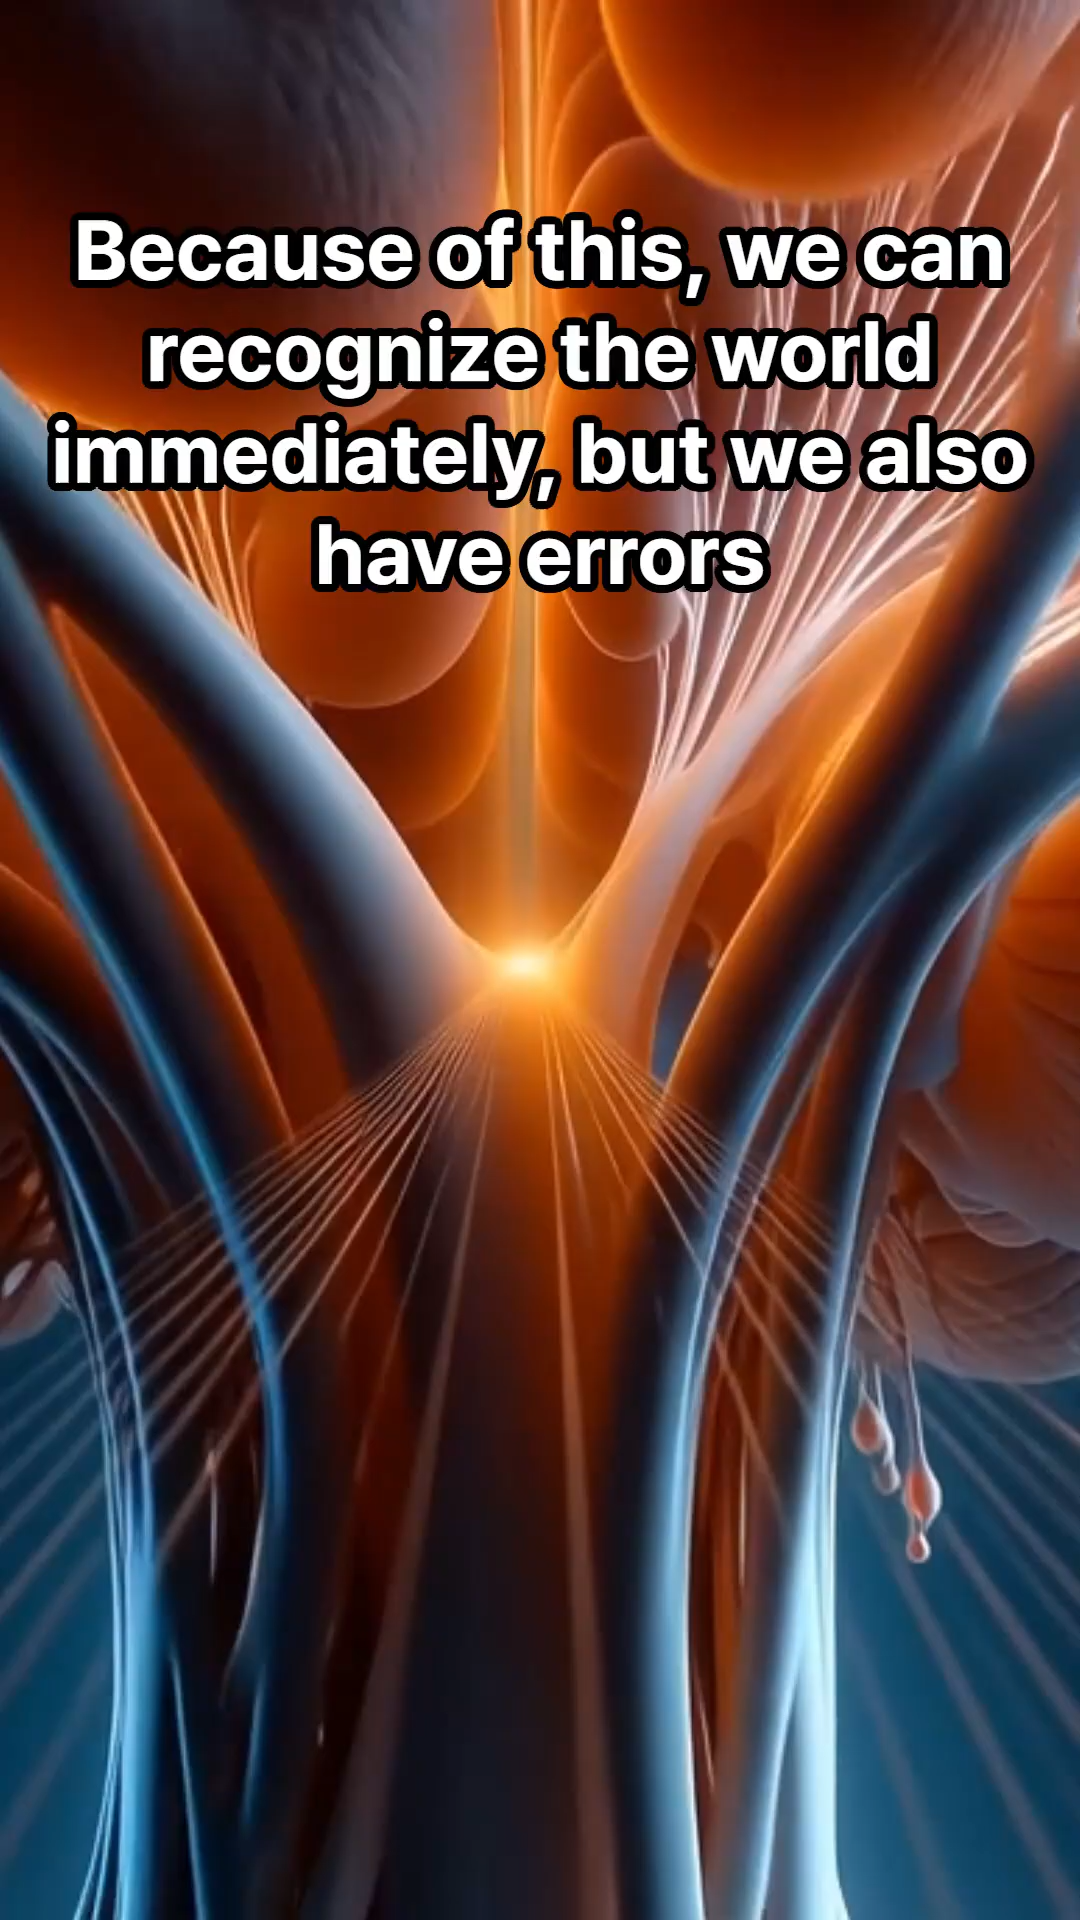 Because of this, we can
recognize the world
immediately, but we also
have errors